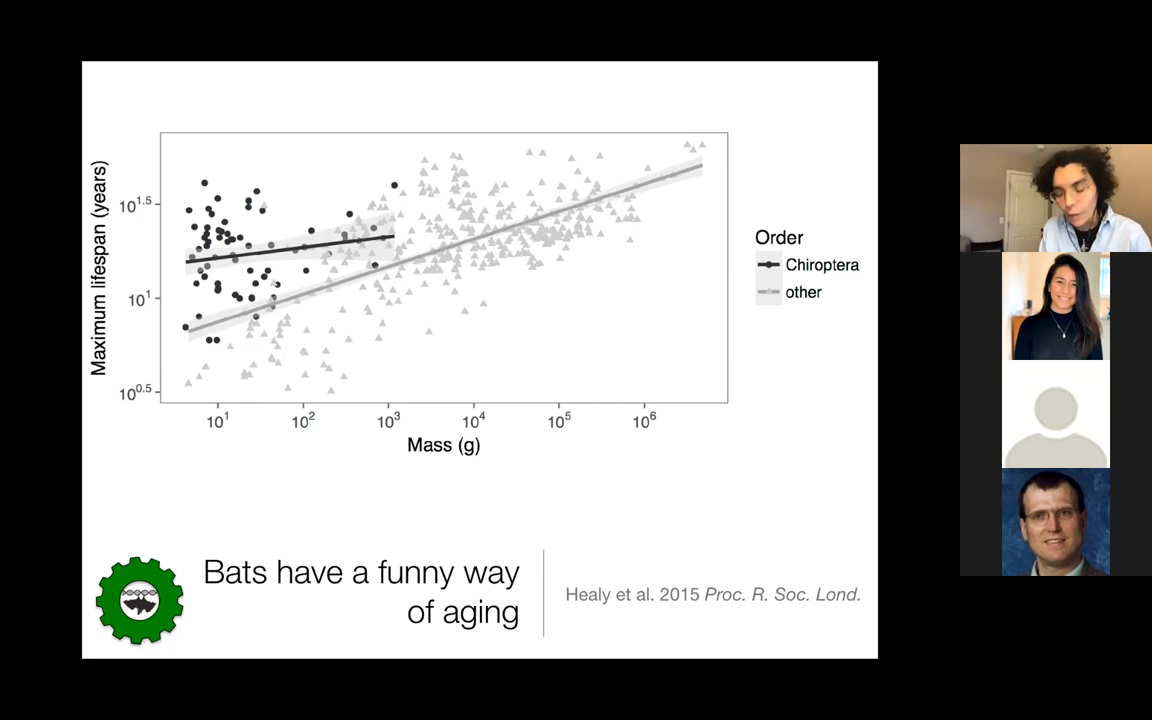 Maximum lifespan (years)
10^1.5
10^1
10^0.5
10^1
10^2
10^3
10^4
10^5
10^6
Mass (g)
Order
Chiroptera
other
Bats have a funny way
of aging
Healy et al. 2015 Proc. R. Soc. Lond.